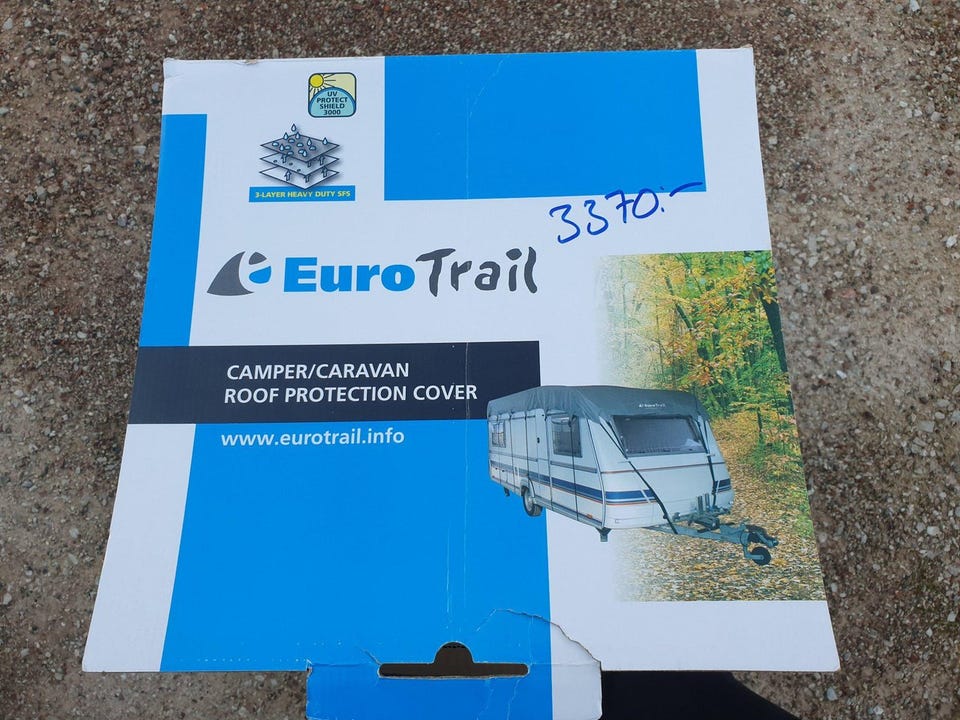 UV
PROTECT
SHIELD
3000
3-LAYER HEAVY DUTY SFS
3370:-
EuroTrail
CAMPER/CARAVAN
ROOF PROTECTION COVER
www.eurotrail.info
EuroTrail